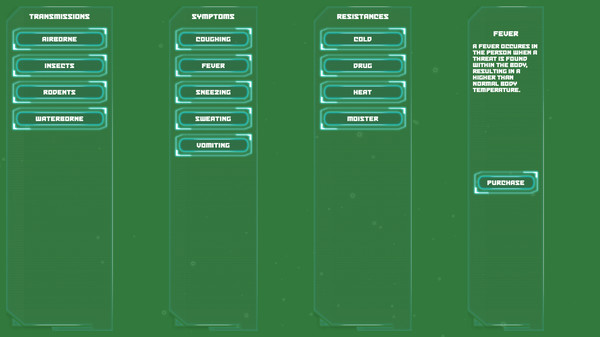 TRANSMISSIONS
AIRBORNE
INSECTS
RODENTS
WATERBORNE
SYMPTOMS
COUGHING
FEVER
SNEEZING
SWEATING
VOMITING
RESISTANCES
COLD
DRUG
HEAT
MOISTER
FEVER
A FEVER OCCURES IN
THE PERSON WHEN A
THREAT IS FOUND
WITHIN THE BODY,
RESULTING IN A
HIGHER THAN
NORMAL BODY
TEMPERATURE.
PURCHASE